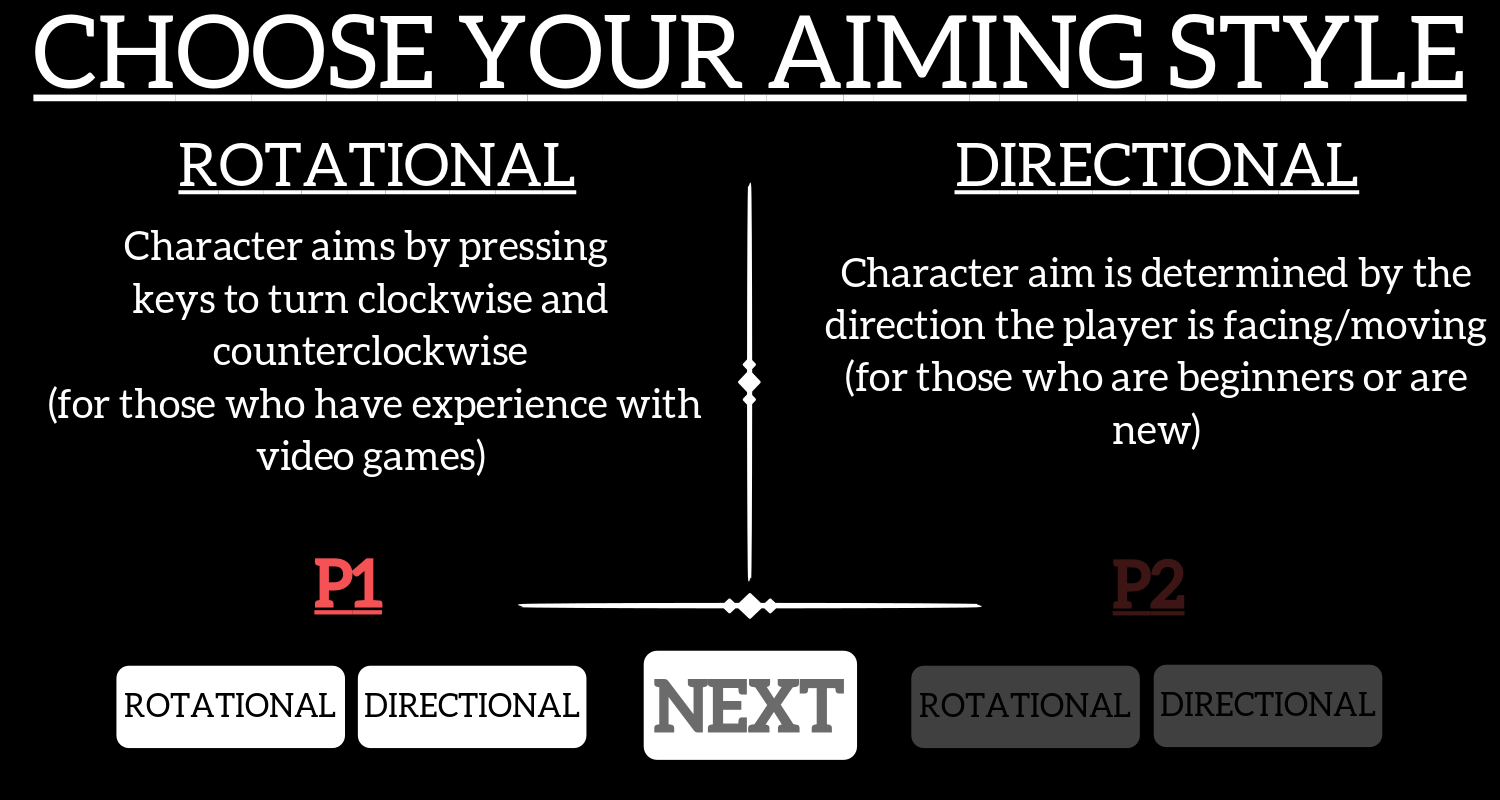 CHOOSE YOUR AIMING STYLE
ROTATIONAL
Character aims by pressing
keys to turn clockwise and
counterclockwise
(for those who have experience with
video games)
DIRECTIONAL
Character aim is determined by the
direction the player is facing/moving
(for those who are beginners or are
new)
P1
ROTATIONAL
DIRECTIONAL
NEXT
P2
ROTATIONAL
DIRECTIONAL